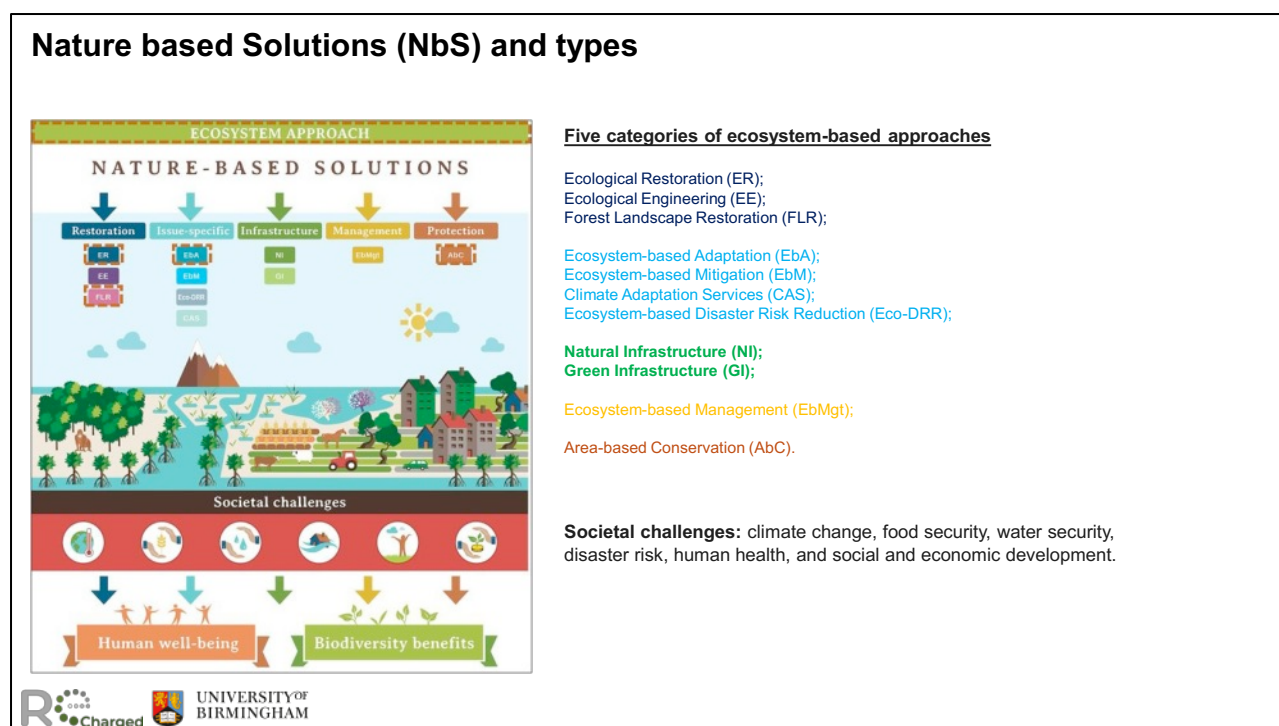 Nature based Solutions (NbS) and types
ECOSYSTEM APPROACH
NATURE-BASED SOLUTIONS
Restoration
Issue-specific
Infrastructure
Management
Protection
ER
EbA
NI
EbMgt
AbC
EE
EbM
GI
FLR
Eco-DRR
CAS
Societal challenges
Human well-being
Biodiversity benefits
Five categories of ecosystem-based approaches
Ecological Restoration (ER);
Ecological Engineering (EE);
Forest Landscape Restoration (FLR);
Ecosystem-based Adaptation (EbA);
Ecosystem-based Mitigation (EbM);
Climate Adaptation Services (CAS);
Ecosystem-based Disaster Risk Reduction (Eco-DRR);
Natural Infrastructure (NI);
Green Infrastructure (GI);
Ecosystem-based Management (EbMgt);
Area-based Conservation (AbC).
Societal challenges: climate change, food security, water security,
disaster risk, human health, and social and economic development.
Charged
UNIVERSITY OF
BIRMINGHAM